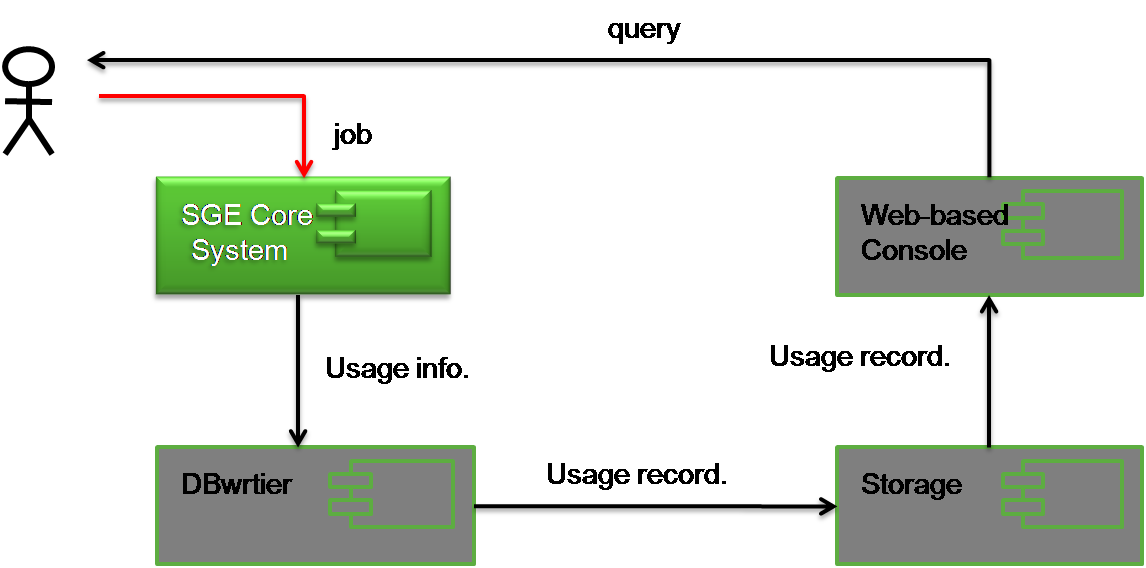 query
job
SGE Core
System
Web-based
Console
Usage info.
Usage record.
DBwrtier
Usage record.
Storage